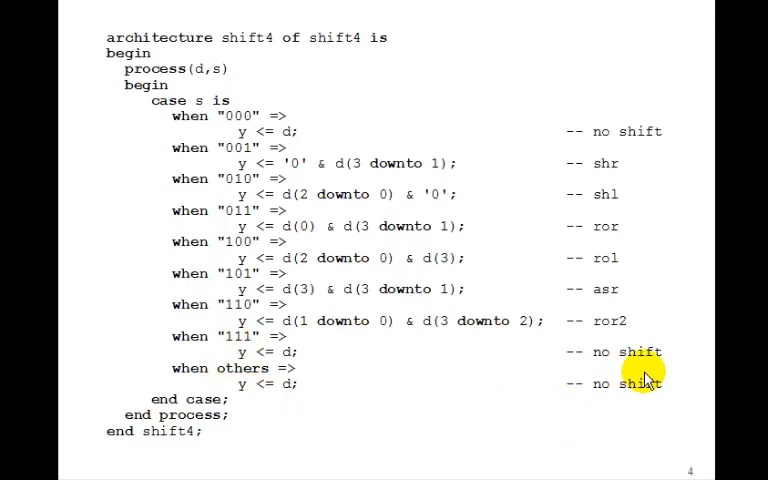 architecture shift4 of shift4 is
begin
process(d,s)
begin
case s is
when "000" =>
y <= d; -- no shift
when "001" =>
y <= '0' & d(3 downto 1); -- shr
when "010" =>
y <= d(2 downto 0) & '0'; -- shl
when "011" =>
y <= d(0) & d(3 downto 1); -- ror
when "100" =>
y <= d(2 downto 0) & d(3); -- rol
when "101" =>
y <= d(3) & d(3 downto 1); -- asr
when "110" =>
y <= d(1 downto 0) & d(3 downto 2); -- ror2
when "111" =>
y <= d; -- no shift
when others =>
y <= d; -- no shift
end case;
end process;
end shift4;
4